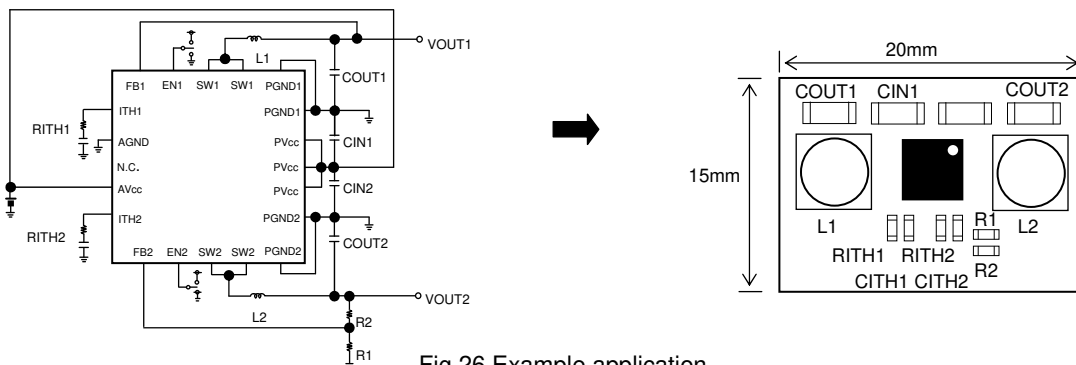 VOUT1
L1
COUT1
FB1 EN1 SW1 SW1 PGND1
ITH1
PGND1
RITH1
CIN1
AGND
PVcc
N.C.
PVcc
AVcc
PVcc
CIN2
ITH2
PGND2
RITH2
COUT2
FB2 EN2 SW2 SW2 PGND2
VOUT2
L2
R2
R1
20mm
COUT1 CIN1 COUT2
15mm
L1 R1 L2
RITH1 RITH2
R2
CITH1 CITH2
Fig.26 Example application